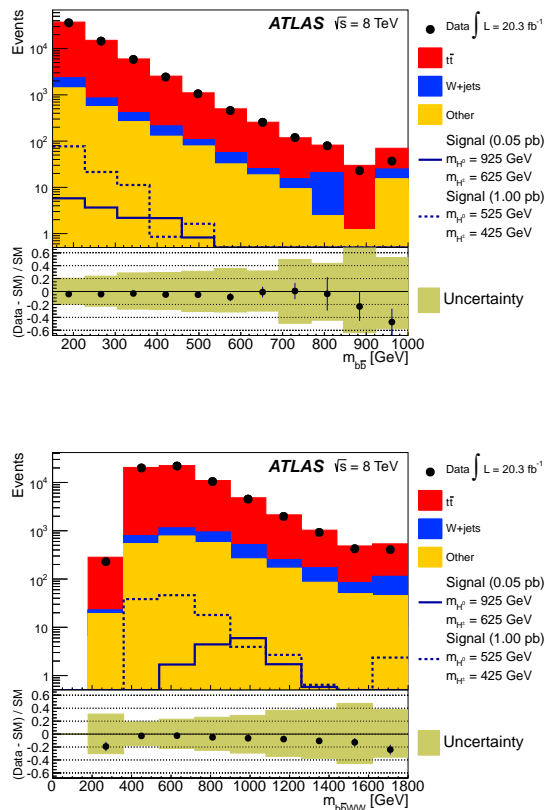 Events
10⁴
10³
10²
10
1
ATLAS √s = 8 TeV
Data ∫ L = 20.3 fb⁻¹
tt̄
W+jets
Other
Signal (0.05 pb)
m_H⁰ = 925 GeV
m_H± = 625 GeV
Signal (1.00 pb)
m_H⁰ = 525 GeV
m_H± = 425 GeV
(Data - SM) / SM
0.6
0.4
0.2
0
-0.2
-0.4
-0.6
Uncertainty
200 300 400 500 600 700 800 900 1000
m_bb̄ [GeV]
Events
10⁴
10³
10²
10
1
ATLAS √s = 8 TeV
Data ∫ L = 20.3 fb⁻¹
tt̄
W+jets
Other
Signal (0.05 pb)
m_H⁰ = 925 GeV
m_H± = 625 GeV
Signal (1.00 pb)
m_H⁰ = 525 GeV
m_H± = 425 GeV
(Data - SM) / SM
0.6
0.4
0.2
0
-0.2
-0.4
-0.6
Uncertainty
0 200 400 600 800 1000 1200 1400 1600 1800
m_bb̄WW [GeV]